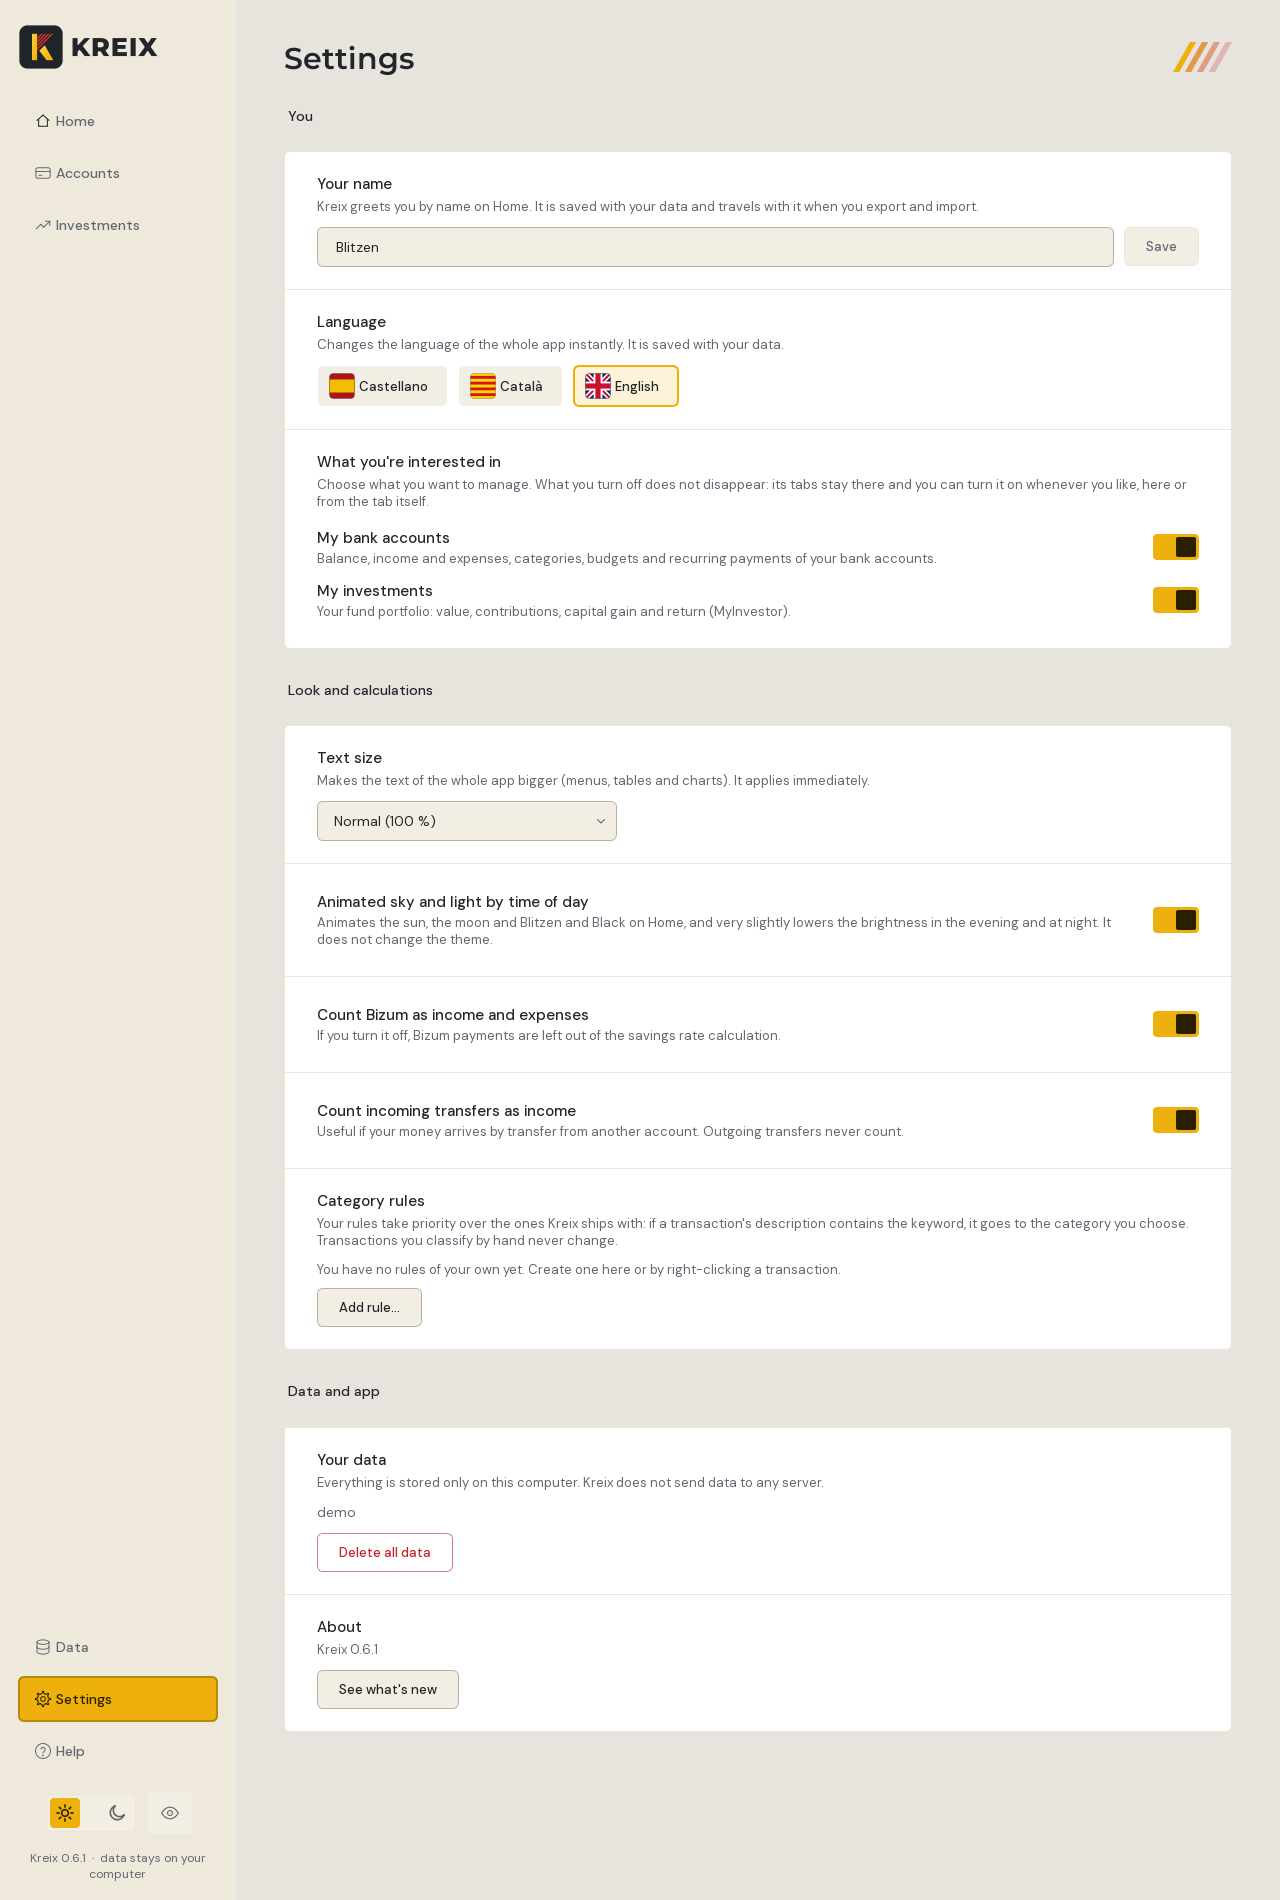 KREIX
Home
Accounts
Investments
Data
Settings
Help
Kreix 0.6.1 · data stays on your
computer
Settings
You
Your name
Kreix greets you by name on Home. It is saved with your data and travels with it when you export and import.
Blitzen
Save
Language
Changes the language of the whole app instantly. It is saved with your data.
Castellano
Català
English
What you're interested in
Choose what you want to manage. What you turn off does not disappear: its tabs stay there and you can turn it on whenever you like, here or
from the tab itself.
My bank accounts
Balance, income and expenses, categories, budgets and recurring payments of your bank accounts.
My investments
Your fund portfolio: value, contributions, capital gain and return (MyInvestor).
Look and calculations
Text size
Makes the text of the whole app bigger (menus, tables and charts). It applies immediately.
Normal (100 %)
Animated sky and light by time of day
Animates the sun, the moon and Blitzen and Black on Home, and very slightly lowers the brightness in the evening and at night. It
does not change the theme.
Count Bizum as income and expenses
If you turn it off, Bizum payments are left out of the savings rate calculation.
Count incoming transfers as income
Useful if your money arrives by transfer from another account. Outgoing transfers never count.
Category rules
Your rules take priority over the ones Kreix ships with: if a transaction's description contains the keyword, it goes to the category you choose.
Transactions you classify by hand never change.
You have no rules of your own yet. Create one here or by right-clicking a transaction.
Add rule...
Data and app
Your data
Everything is stored only on this computer. Kreix does not send data to any server.
demo
Delete all data
About
Kreix 0.6.1
See what's new